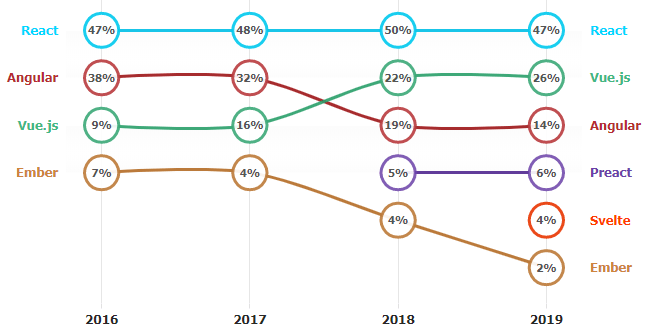 React 47% 48% 50% 47% React
Angular 38% 32% 22% 26% Vue.js
Vue.js 9% 16% 19% 14% Angular
Ember 7% 4% 5% 6% Preact
4% Svelte
4%
2% Ember
2016 2017 2018 2019